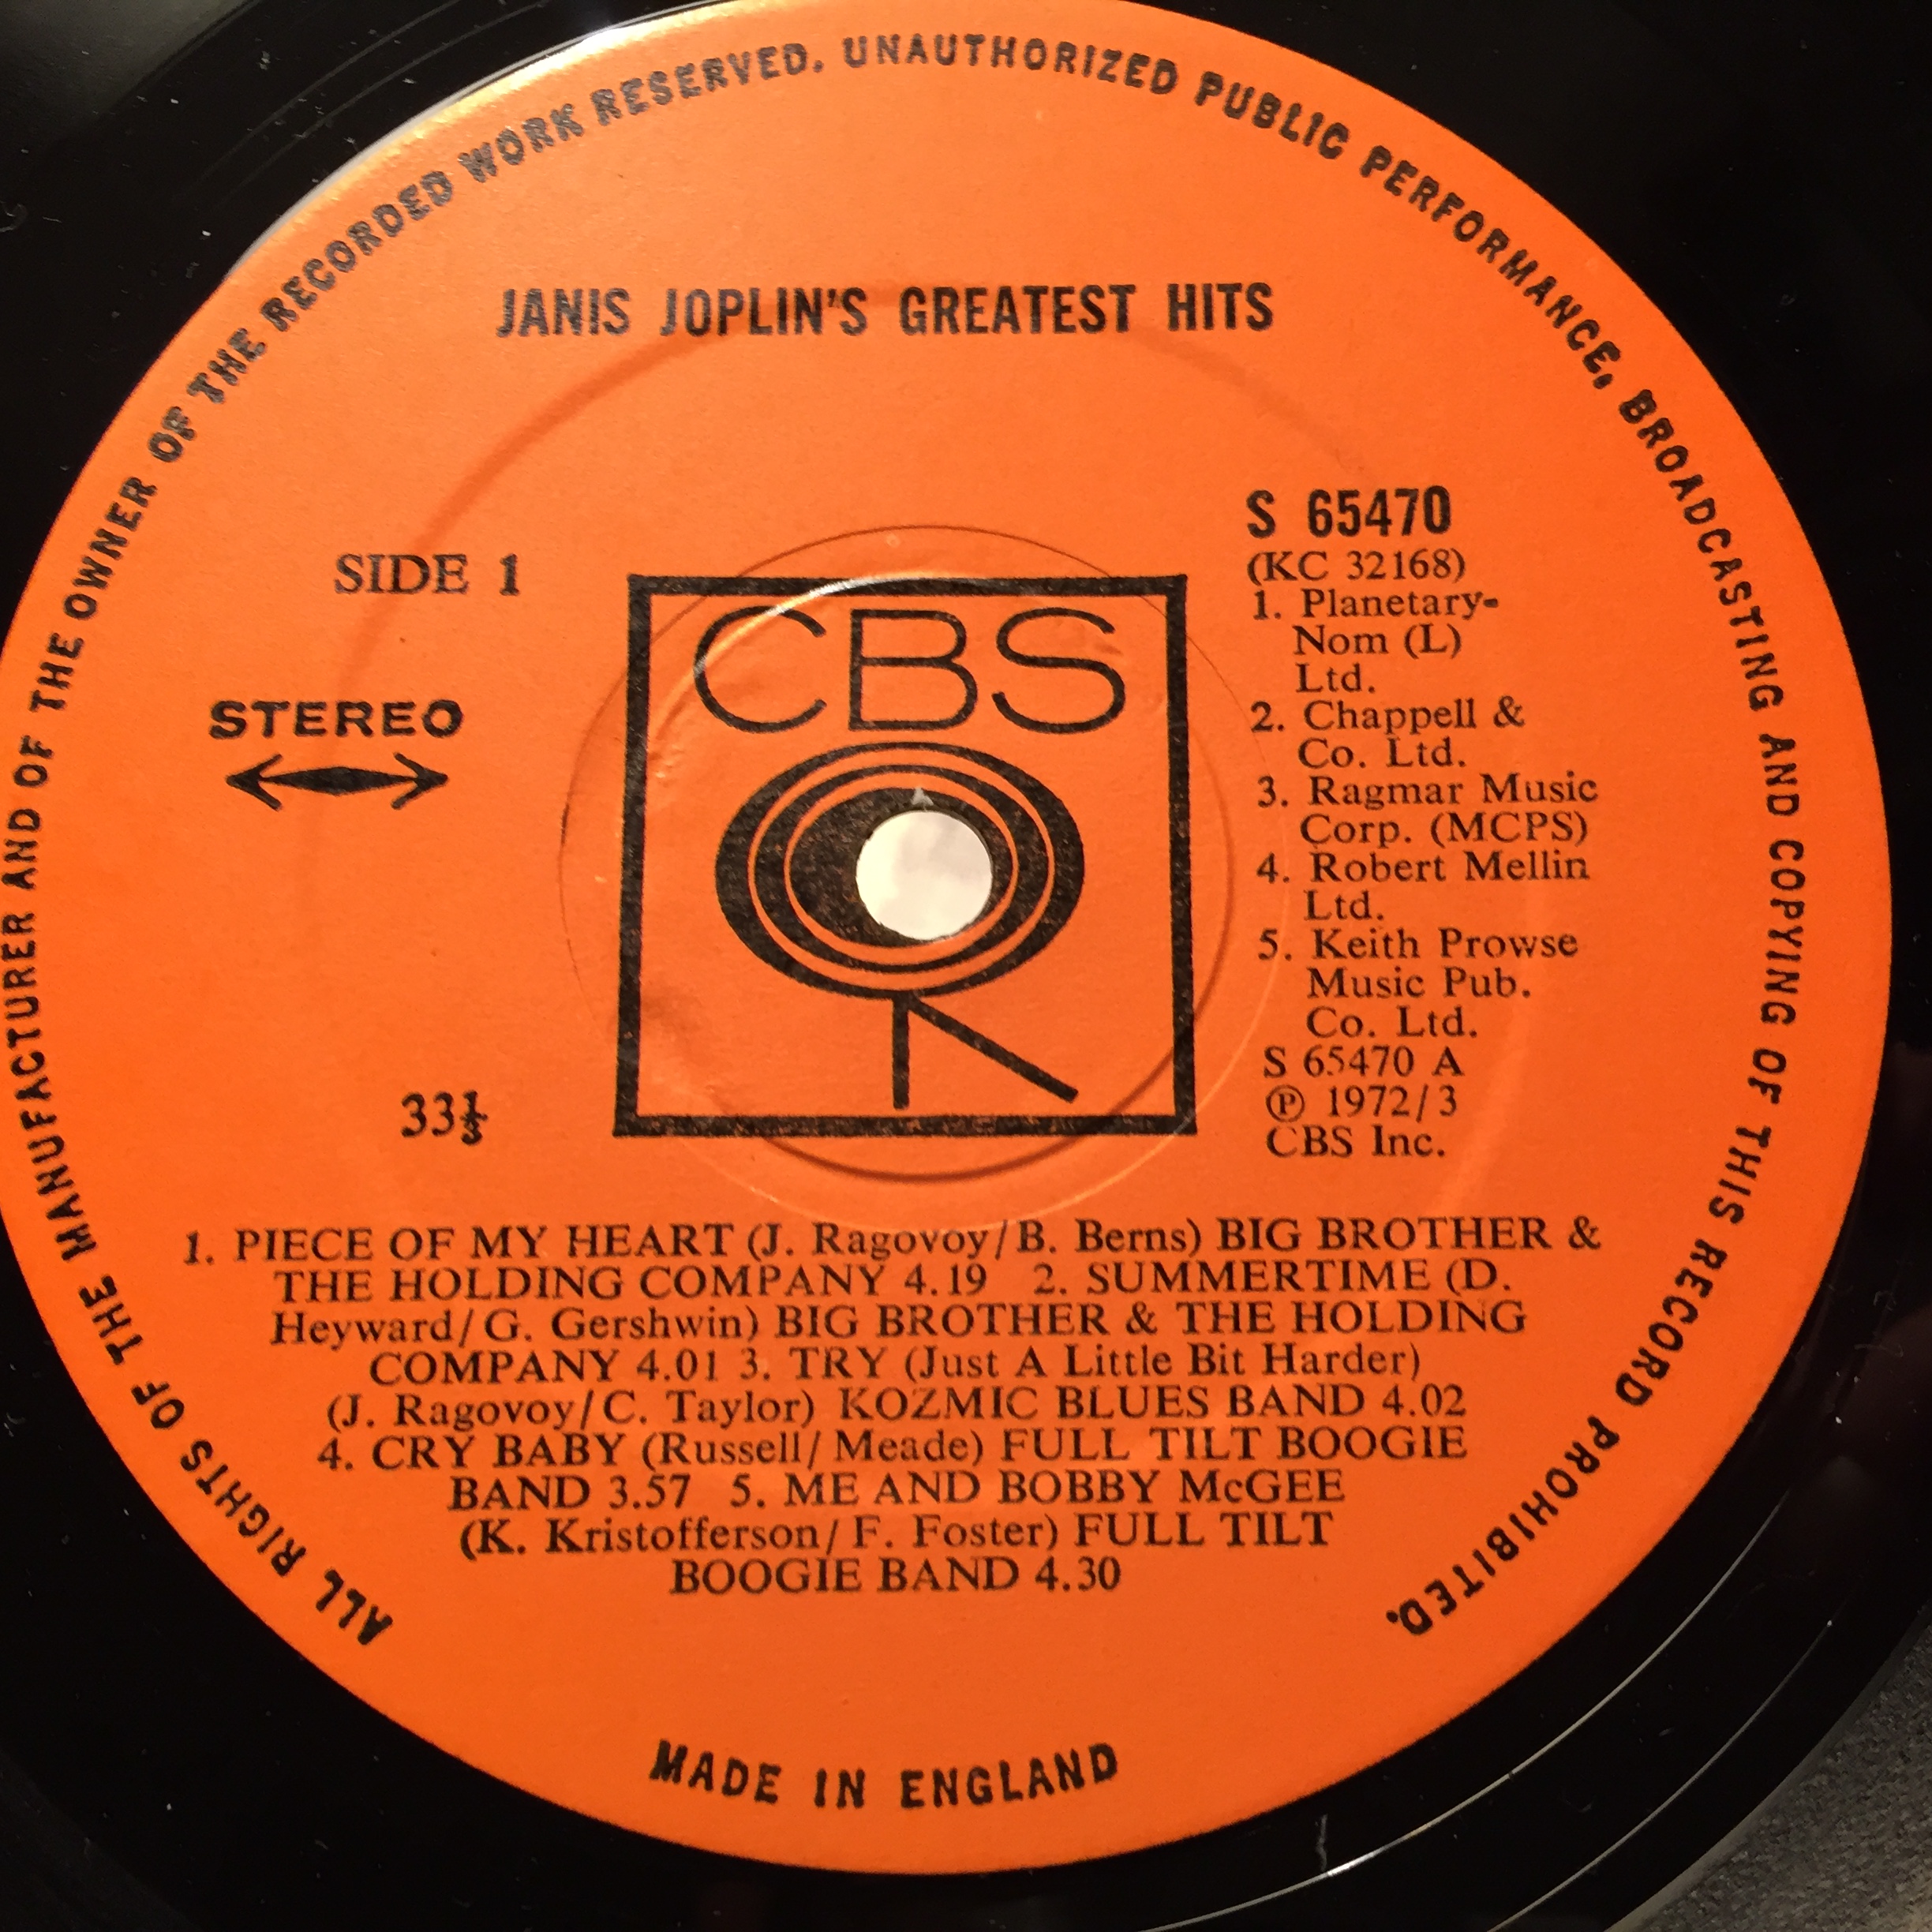 ALL RIGHTS OF THE MANUFACTURER AND OF THE OWNER OF THE RECORDED WORK RESERVED. UNAUTHORIZED PUBLIC PERFORMANCE, BROADCASTING AND COPYING OF THIS RECORD PROHIBITED.
JANIS JOPLIN'S GREATEST HITS
SIDE 1
STEREO
33⅓
CBS
S 65470
(KC 32168)
1. Planetary-
Nom (L)
Ltd.
2. Chappell &
Co. Ltd.
3. Ragmar Music
Corp. (MCPS)
4. Robert Mellin
Ltd.
5. Keith Prowse
Music Pub.
Co. Ltd.
S 65470 A
℗ 1972/3
CBS Inc.
1. PIECE OF MY HEART (J. Ragovoy/B. Berns) BIG BROTHER &
THE HOLDING COMPANY 4.19 2. SUMMERTIME (D.
Heyward/G. Gershwin) BIG BROTHER & THE HOLDING
COMPANY 4.01 3. TRY (Just A Little Bit Harder)
(J. Ragovoy/C. Taylor) KOZMIC BLUES BAND 4.02
4. CRY BABY (Russell/Meade) FULL TILT BOOGIE
BAND 3.57 5. ME AND BOBBY McGEE
(K. Kristofferson/F. Foster) FULL TILT
BOOGIE BAND 4.30
MADE IN ENGLAND